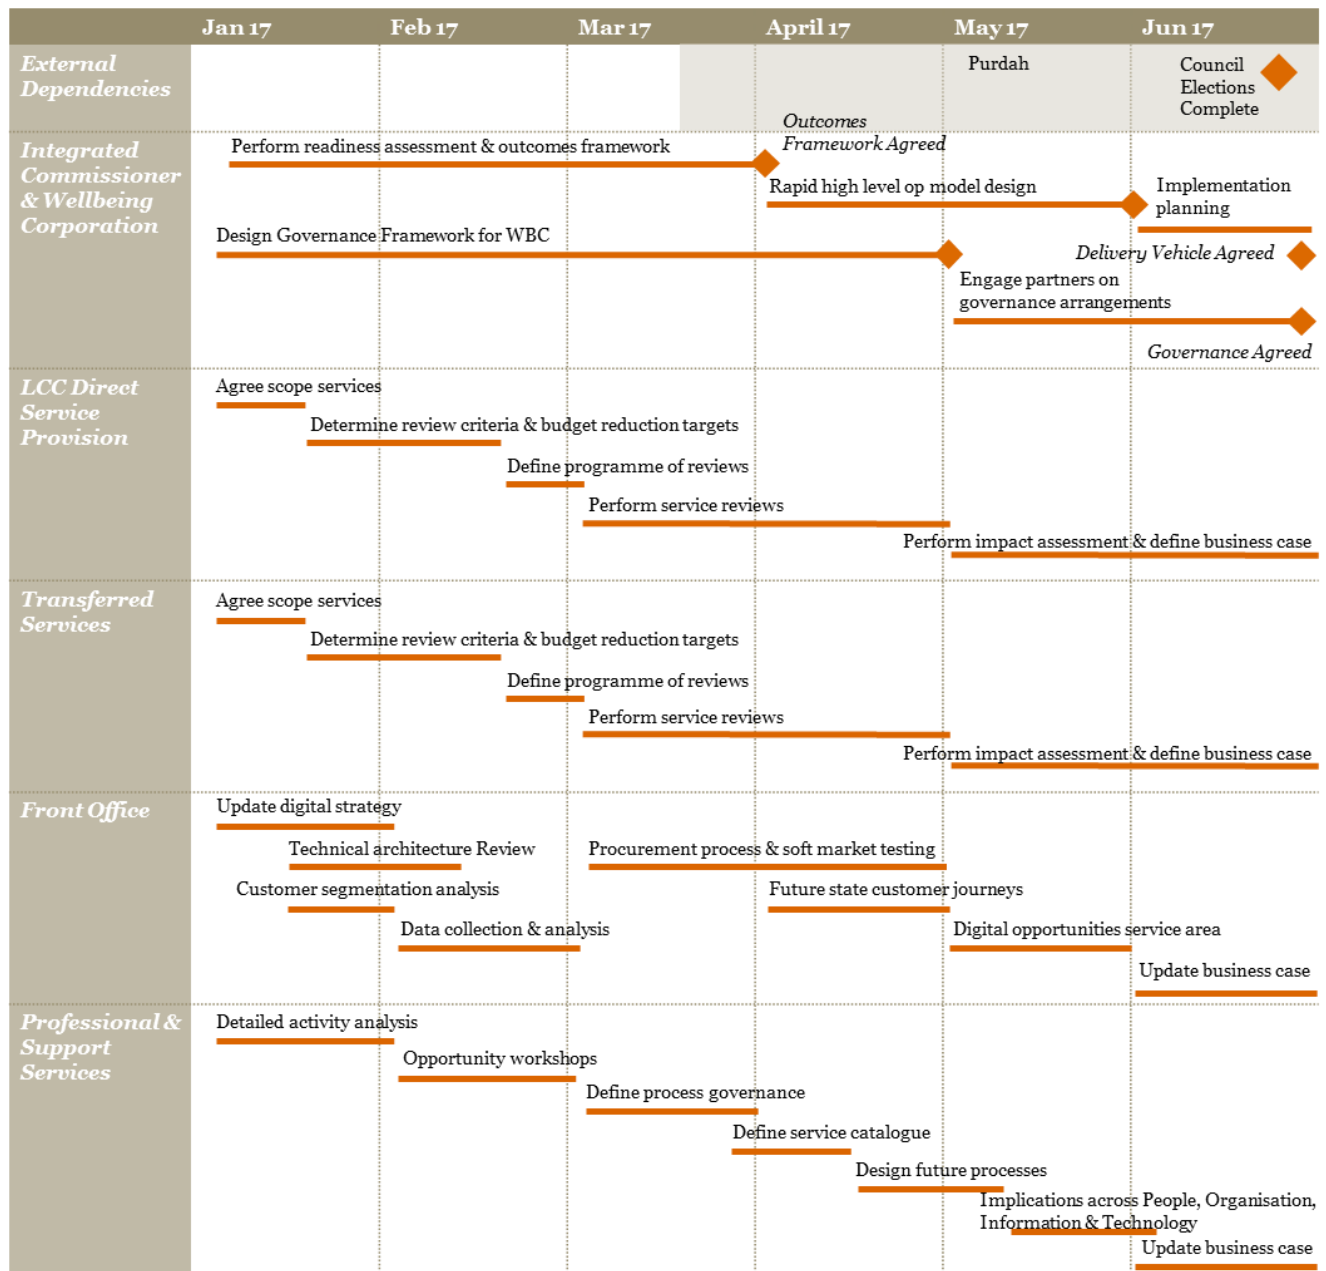 Jan 17 Feb 17 Mar 17 April 17 May 17 Jun 17
External
Dependencies
Purdah
Council
Elections
Complete
Integrated
Commissioner
& Wellbeing
Corporation
Outcomes
Framework Agreed
Perform readiness assessment & outcomes framework
Rapid high level op model design
Implementation
planning
Design Governance Framework for WBC
Delivery Vehicle Agreed
Engage partners on
governance arrangements
Governance Agreed
LCC Direct
Service
Provision
Agree scope services
Determine review criteria & budget reduction targets
Define programme of reviews
Perform service reviews
Perform impact assessment & define business case
Transferred
Services
Agree scope services
Determine review criteria & budget reduction targets
Define programme of reviews
Perform service reviews
Perform impact assessment & define business case
Front Office
Update digital strategy
Technical architecture Review
Procurement process & soft market testing
Customer segmentation analysis
Future state customer journeys
Data collection & analysis
Digital opportunities service area
Update business case
Professional &
Support
Services
Detailed activity analysis
Opportunity workshops
Define process governance
Define service catalogue
Design future processes
Implications across People, Organisation,
Information & Technology
Update business case